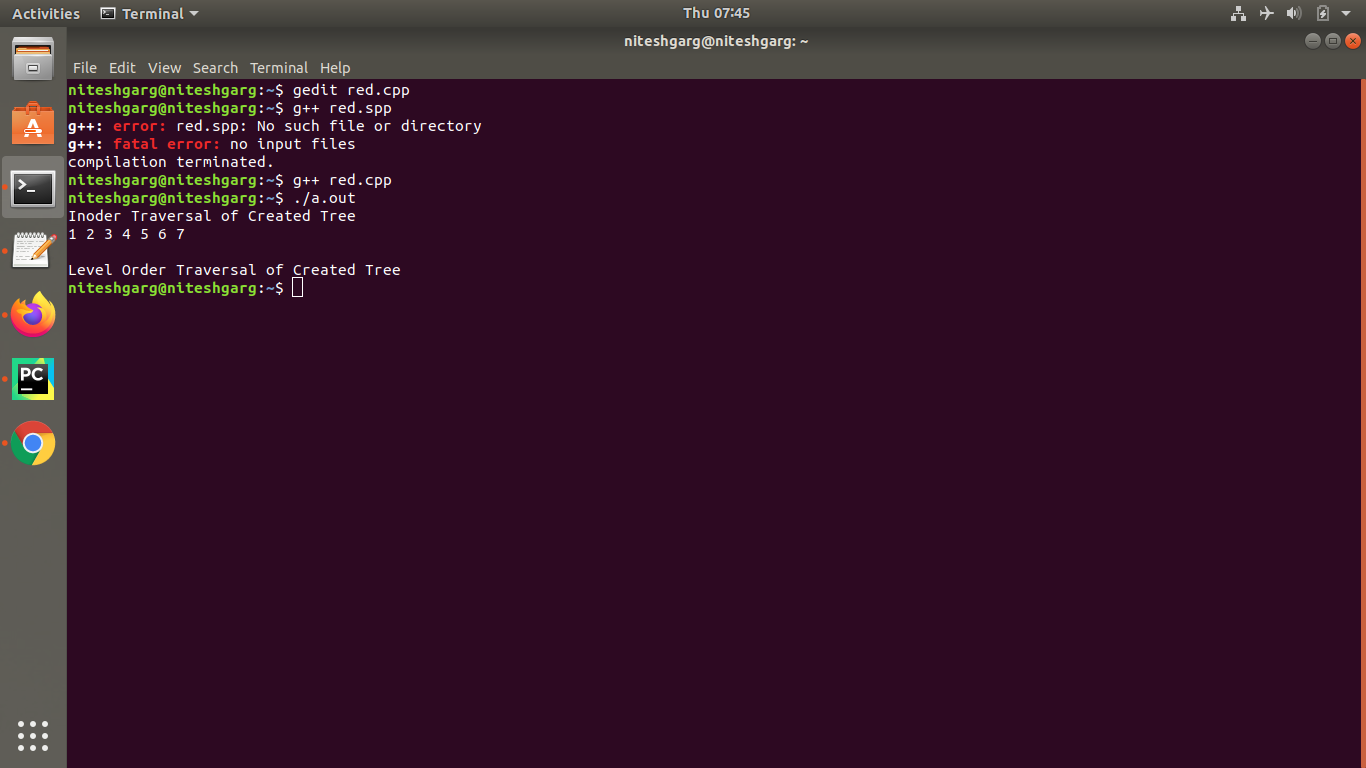 Activities Terminal Thu 07:45
niteshgarg@niteshgarg: ~
File Edit View Search Terminal Help
niteshgarg@niteshgarg:~$ gedit red.cpp
niteshgarg@niteshgarg:~$ g++ red.spp
g++: error: red.spp: No such file or directory
g++: fatal error: no input files
compilation terminated.
niteshgarg@niteshgarg:~$ g++ red.cpp
niteshgarg@niteshgarg:~$ ./a.out
Inoder Traversal of Created Tree
1 2 3 4 5 6 7
Level Order Traversal of Created Tree
niteshgarg@niteshgarg:~$
PC